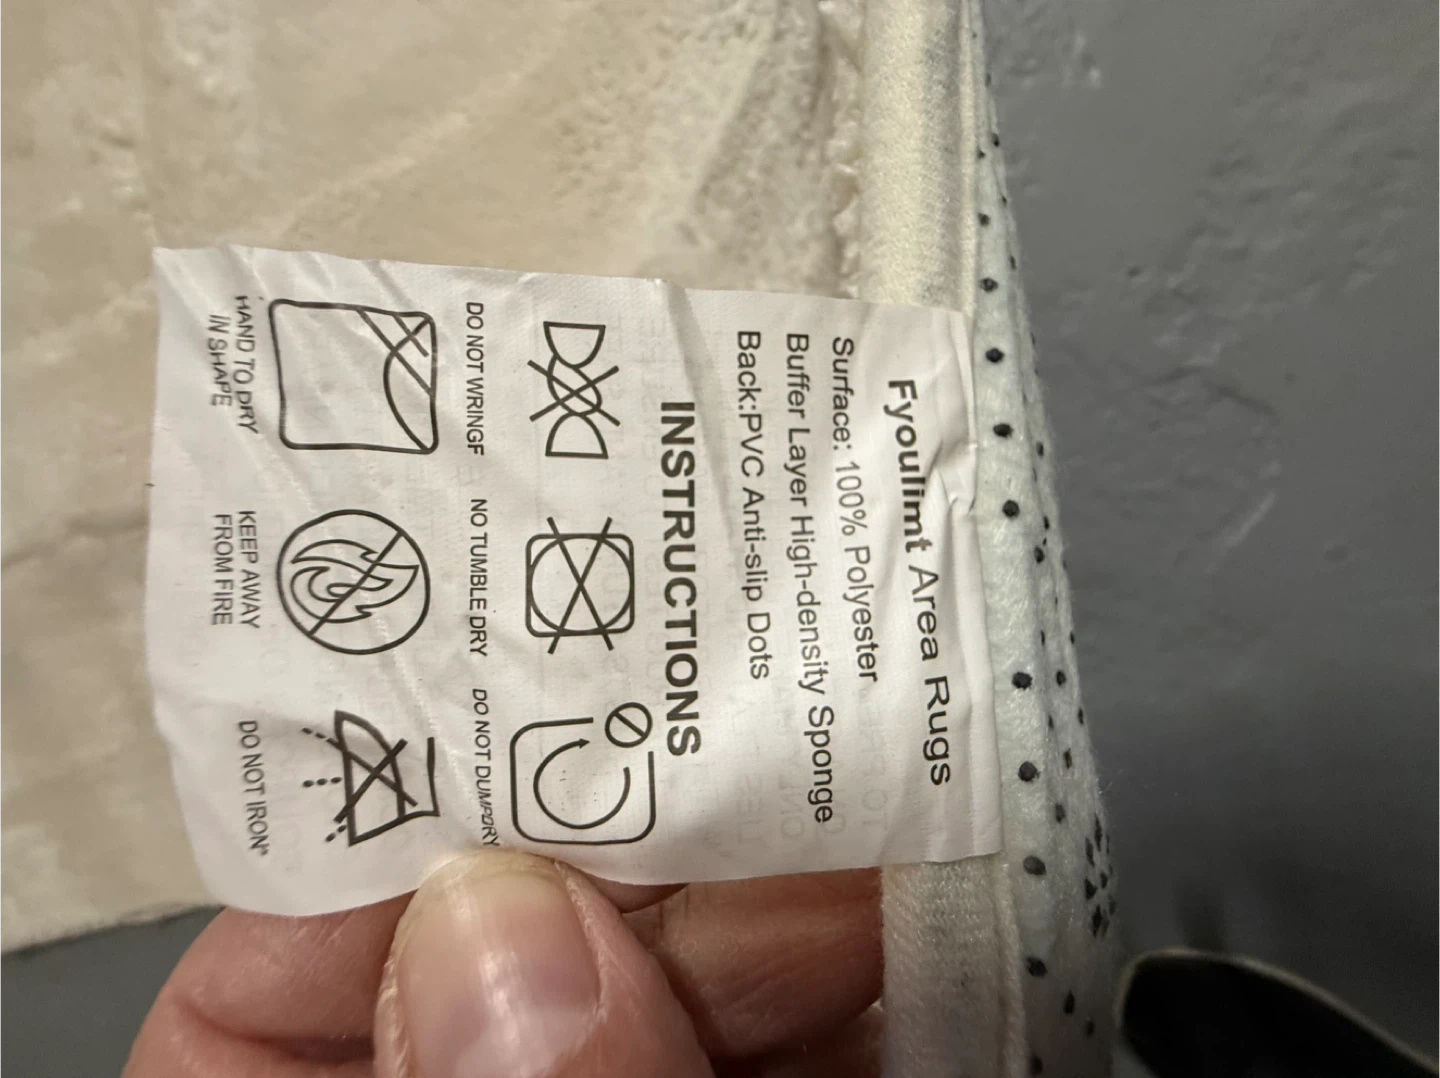 Fyoulimt Area Rugs
Surface: 100% Polyester
Buffer Layer High-density Sponge
Back:PVC Anti-slip Dots
INSTRUCTIONS
DO NOT WRINGF
NO TUMBLE DRY
DO NOT DUMPDRY
HAND TO DRY
IN SHAPE
KEEP AWAY
FROM FIRE
DO NOT IRON